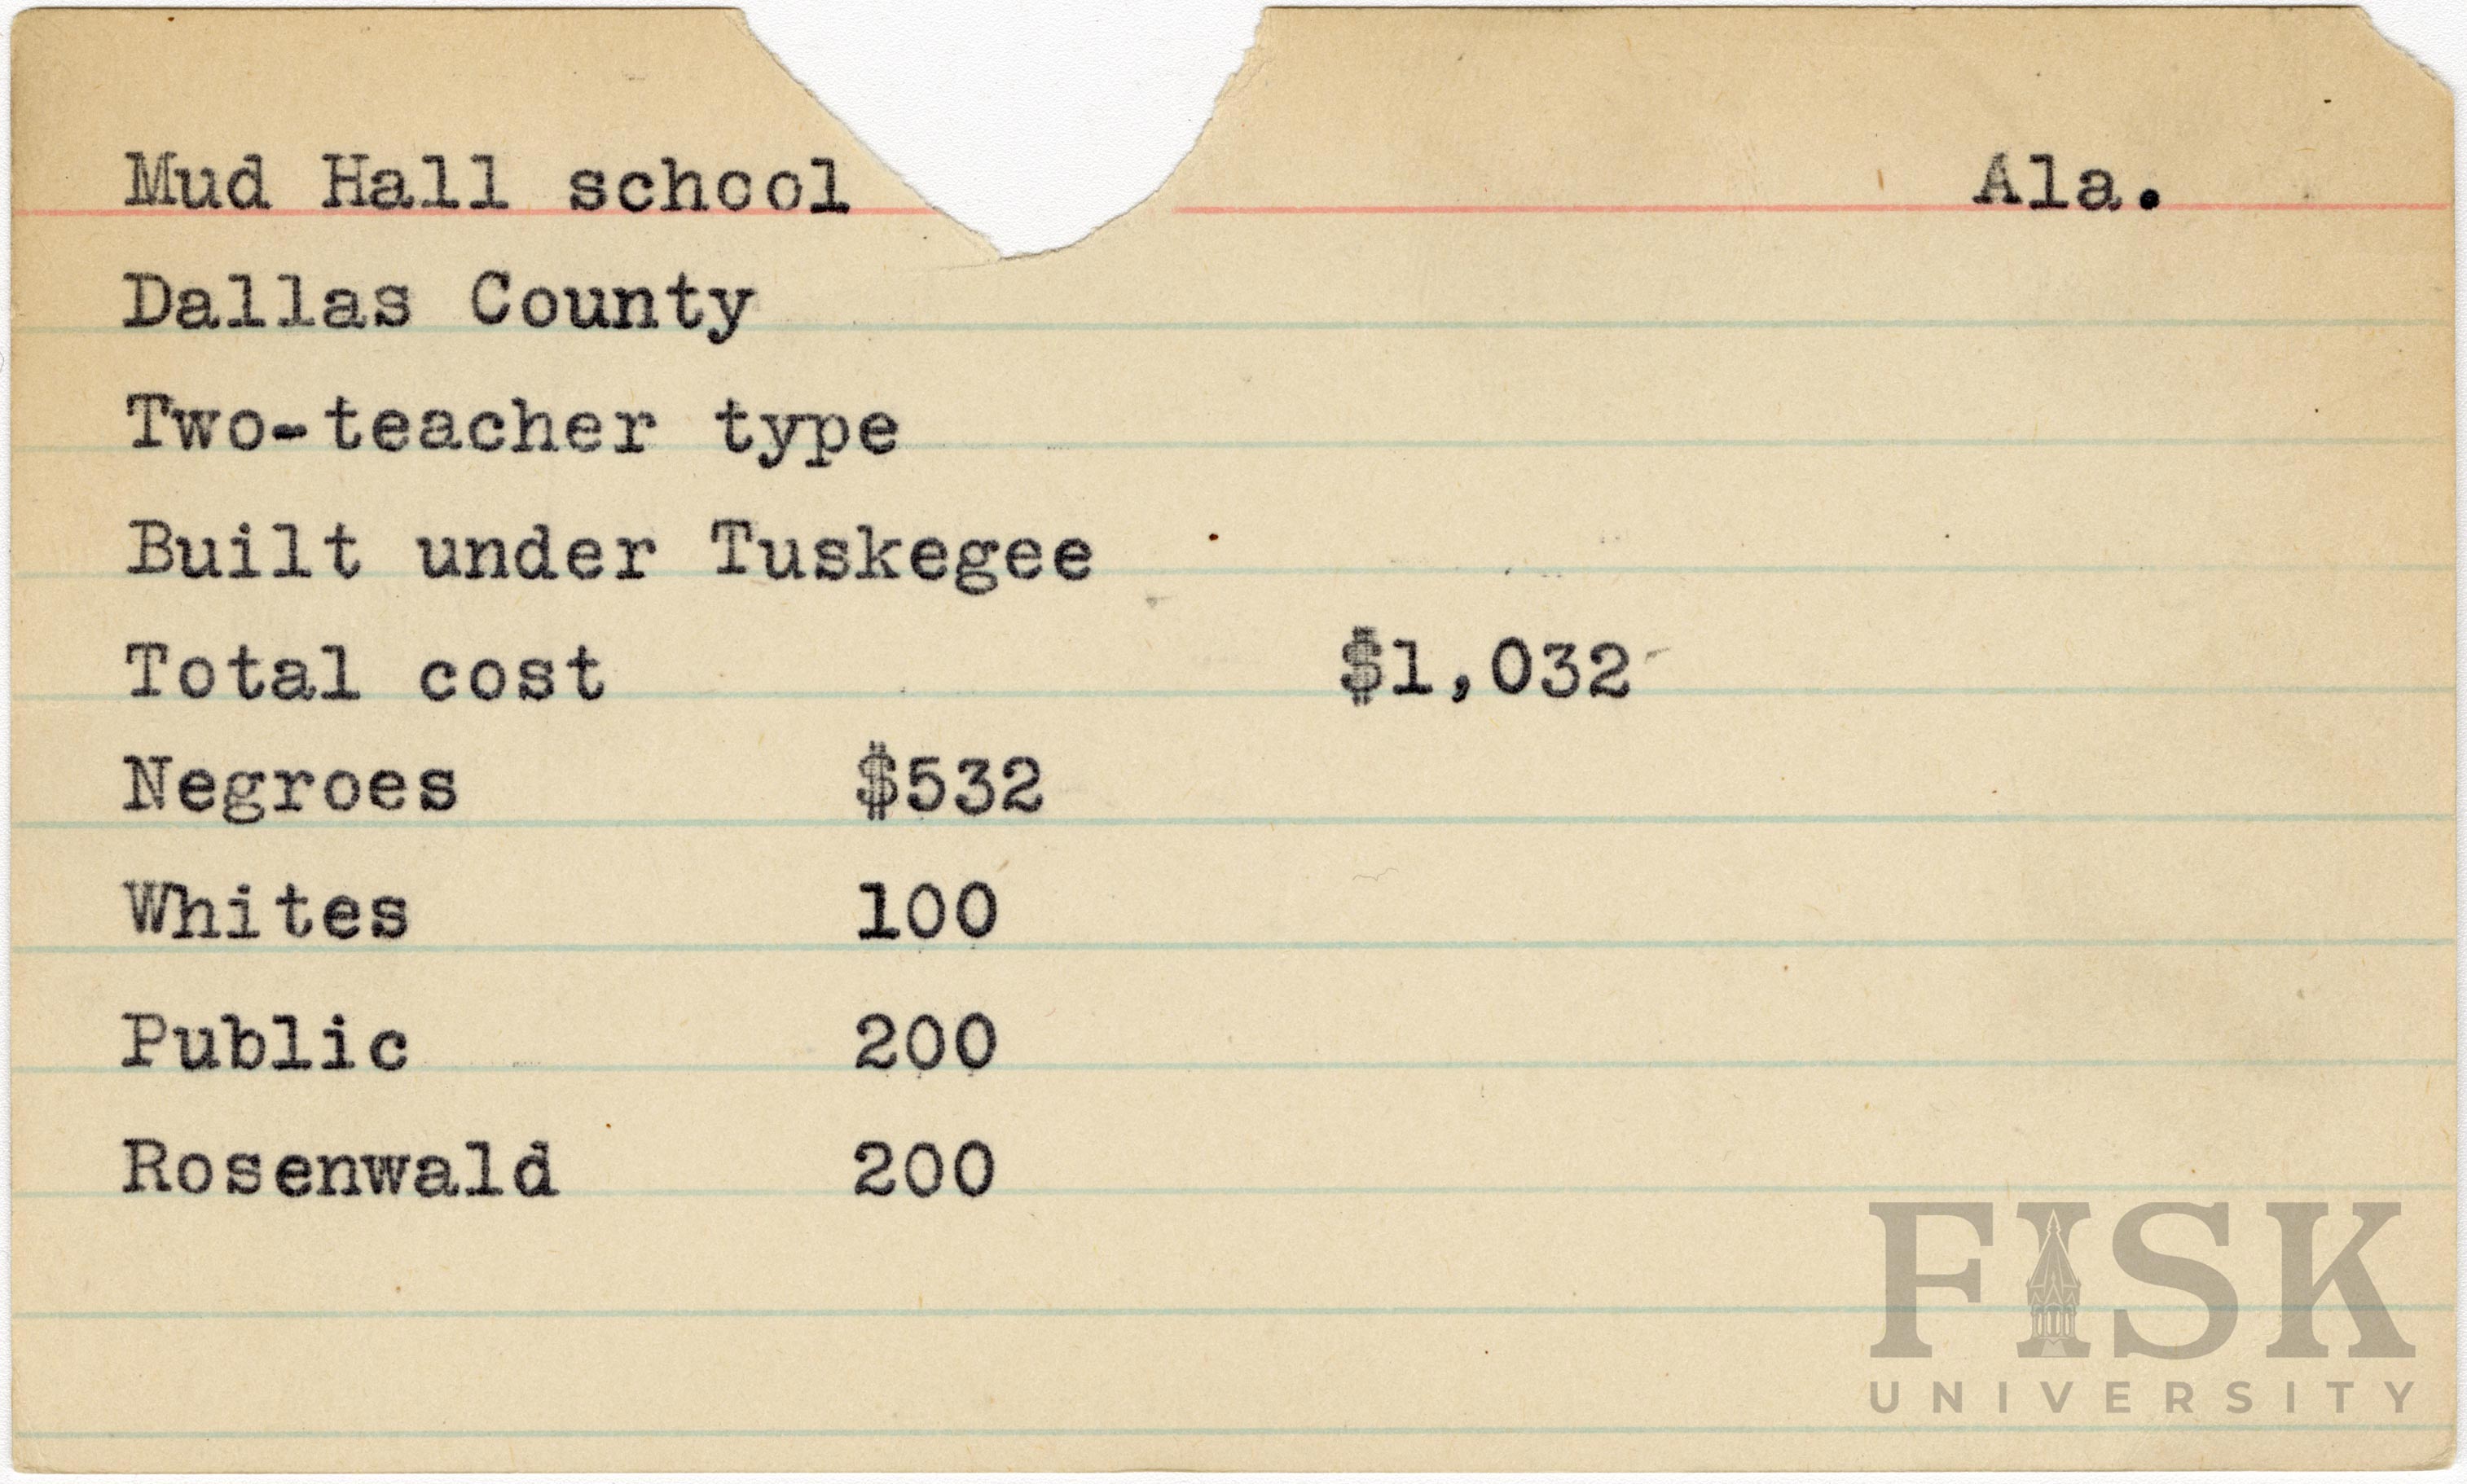 Mud Hall school Ala.
Dallas County
Two-teacher type
Built under Tuskegee
Total cost $1,032
Negroes $532
Whites 100
Public 200
Rosenwald 200
FISK
UNIVERSITY